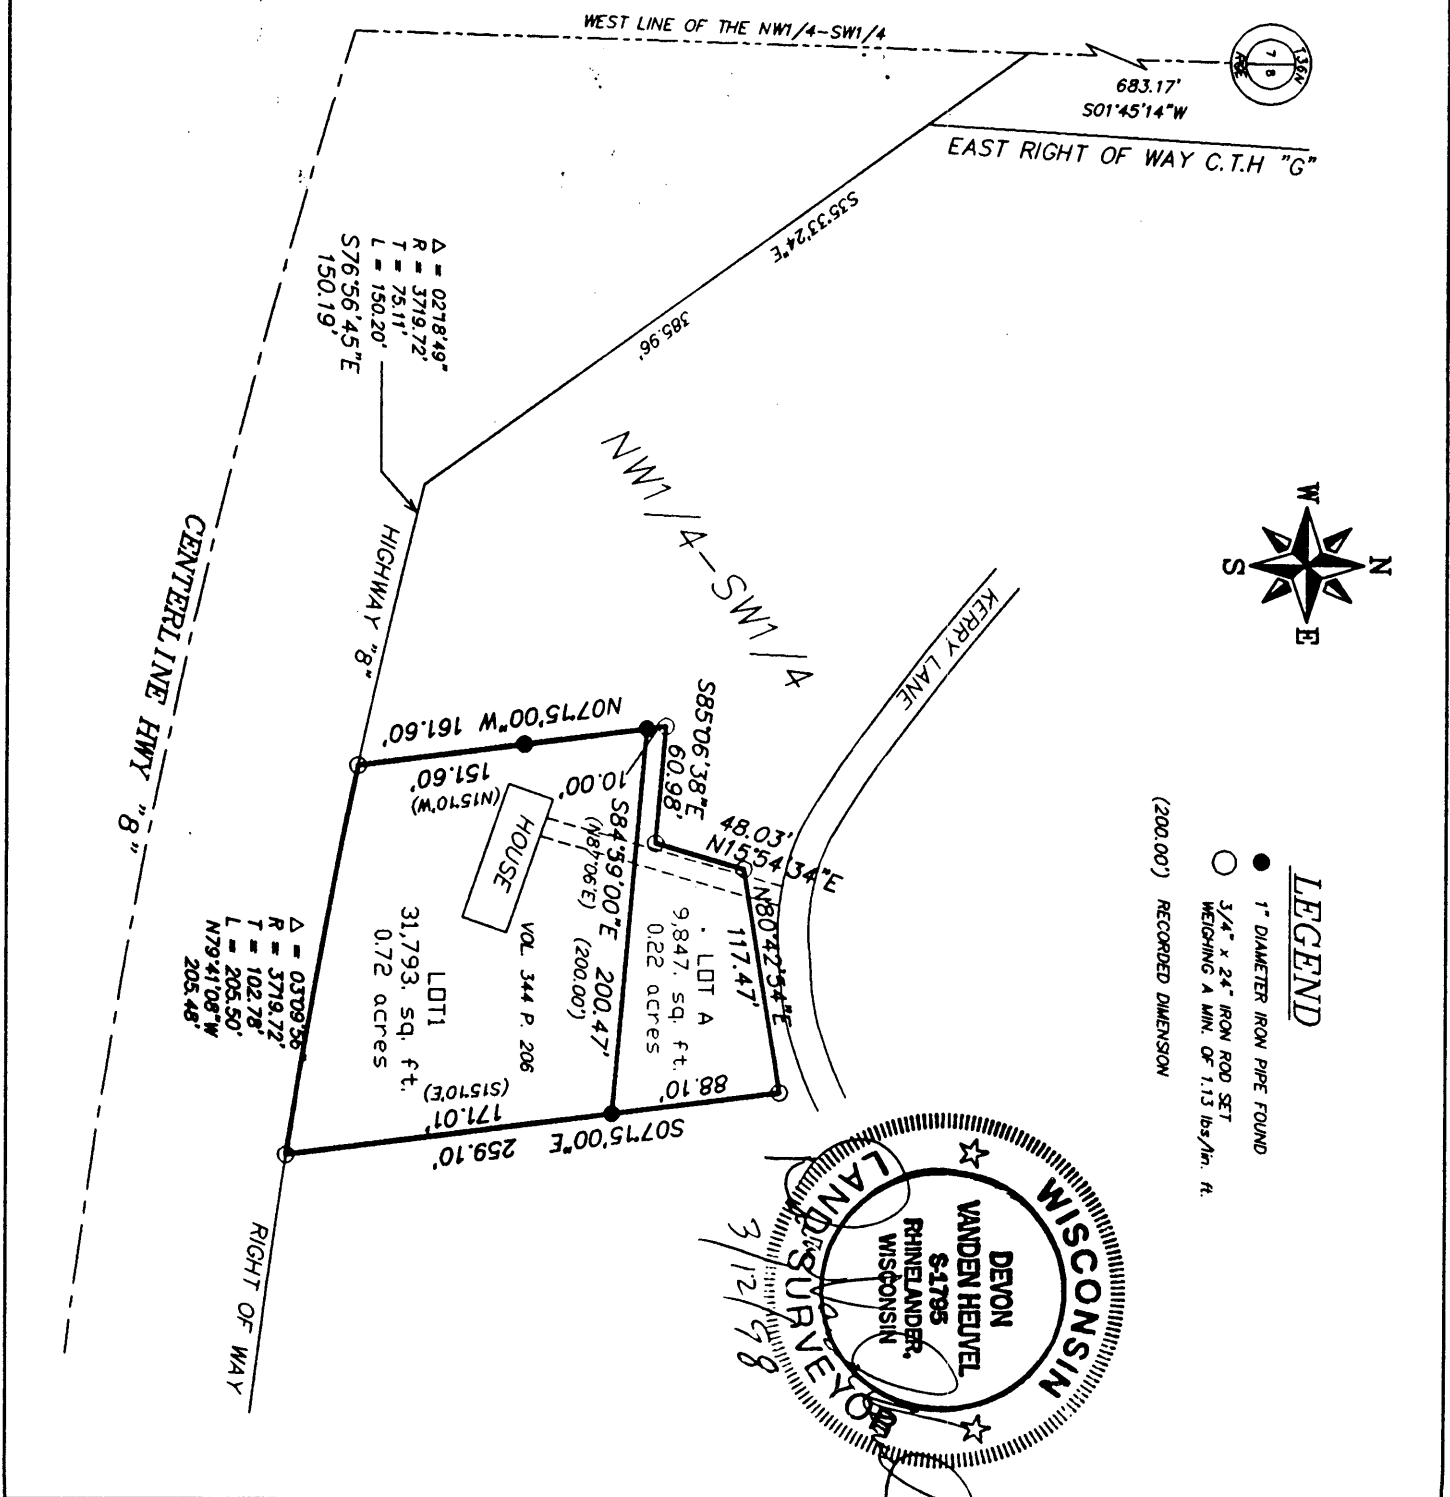 WEST LINE OF THE NW1/4-SW1/4
T.36N
7 8
683.17'
S01°45'14"W
EAST RIGHT OF WAY C.T.H "G"
S35°33'24"E
385.96'
Δ = 02°18'49"
R = 3719.72'
T = 75.11'
L = 150.20'
S76°56'45"E
150.19'
NW1/4-SW1/4
N
W
E
S
KERRY LANE
HIGHWAY "8"
CENTERLINE HWY "8"
N07°15'00"W 161.60'
151.60'
(N15°10'W)
10.00'
S85°06'38"E
60.98'
48.03'
N15°54'34"E
N80°42'54"E
117.47'
HOUSE
S84°59'00"E 200.47'
(N87°06'E) (200.00')
VOL 344 P. 206
LOT A
9,847. sq. ft.
0.22 acres
LOT1
31,793. sq. ft.
0.72 acres
88.10'
S07°15'00"E 259.10'
171.01'
(S15°10'E)
Δ = 03°09'56
R = 3719.72'
T = 102.78'
L = 205.50'
N79°41'08"W
205.48'
RIGHT OF WAY
LEGEND
1" DIAMETER IRON PIPE FOUND
3/4" x 24" IRON ROD SET
WEIGHING A MIN. OF 1.13 lbs/lin. ft.
(200.00') RECORDED DIMENSION
WISCONSIN
DEVON
VANDEN HEUVEL
S-1795
RHINELANDER,
WISCONSIN
LAND SURVEYOR
3/12/98